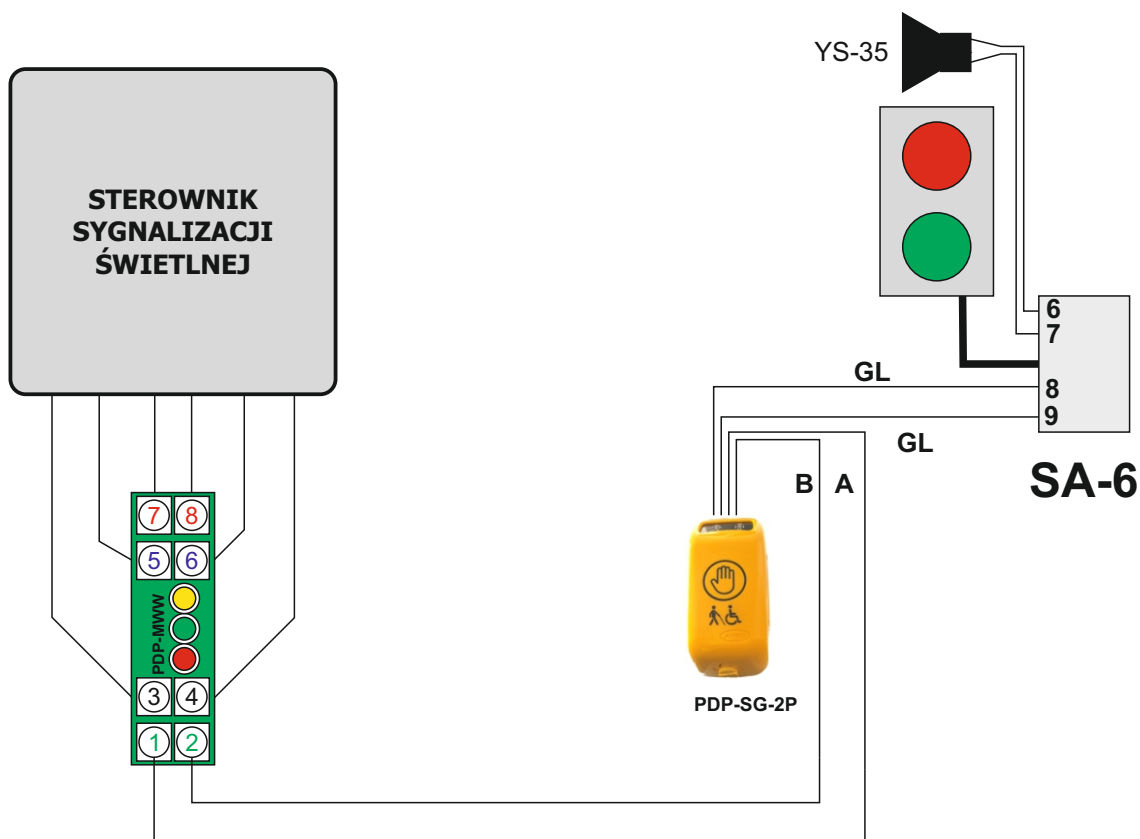 YS-35
STEROWNIK
SYGNALIZACJI
ŚWIETLNEJ
6
7
GL
8
9
GL
SA-6
B A
7 8
5 6
PDP-MWW
3 4
PDP-SG-2P
1 2